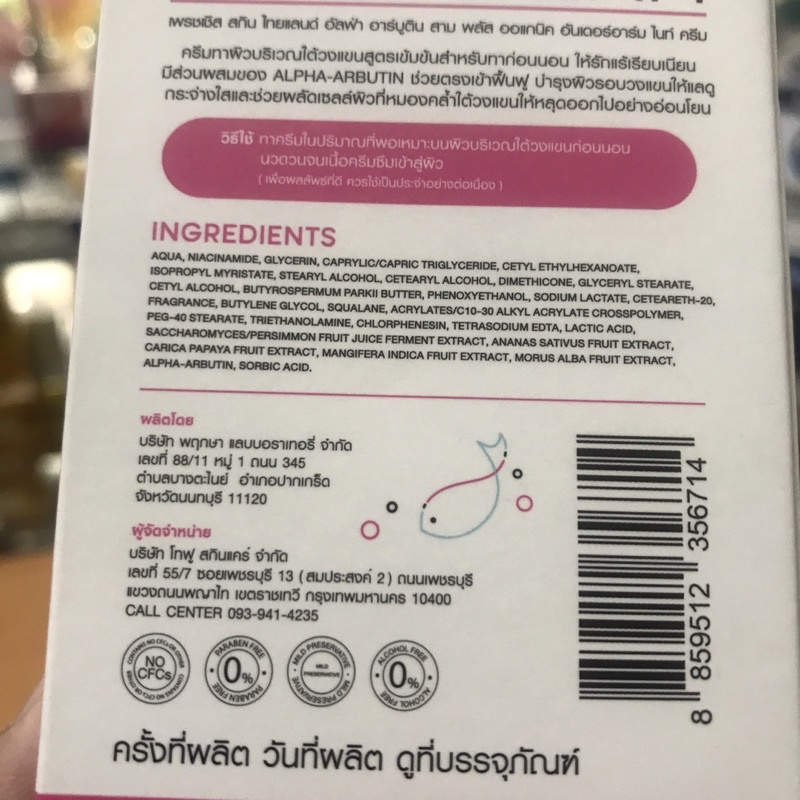 เพรชเชิส สกิน ไทยแลนด์ อัลฟ่า อาร์บูติน สาม พลัส ออแกนิค อันเดอร์อาร์ม ไนท์ ครีม
ครีมทาผิวบริเวณใต้วงแขนสูตรเข้มข้นสำหรับทาก่อนนอน ให้รักแร้เรียบเนียน
มีส่วนผสมของ ALPHA-ARBUTIN ช่วยตรงเข้าฟื้นฟู บำรุงผิวรอบวงแขนให้แลดู
กระจ่างใสและช่วยผลัดเซลล์ผิวที่หมองคล้ำใต้วงแขนให้หลุดออกไปอย่างอ่อนโยน
วิธีใช้ ทาครีมในปริมาณที่พอเหมาะบนผิวบริเวณใต้วงแขนก่อนนอน
นวดวนจนเนื้อครีมซึมเข้าสู่ผิว
( เพื่อผลลัพธ์ที่ดี ควรใช้เป็นประจำอย่างต่อเนื่อง )
INGREDIENTS
AQUA, NIACINAMIDE, GLYCERIN, CAPRYLIC/CAPRIC TRIGLYCERIDE, CETYL ETHYLHEXANOATE,
ISOPROPYL MYRISTATE, STEARYL ALCOHOL, CETEARYL ALCOHOL, DIMETHICONE, GLYCERYL STEARATE,
CETYL ALCOHOL, BUTYROSPERMUM PARKII BUTTER, PHENOXYETHANOL, SODIUM LACTATE, CETEARETH-20,
FRAGRANCE, BUTYLENE GLYCOL, SQUALANE, ACRYLATES/C10-30 ALKYL ACRYLATE CROSSPOLYMER,
PEG-40 STEARATE, TRIETHANOLAMINE, CHLORPHENESIN, TETRASODIUM EDTA, LACTIC ACID,
SACCHAROMYCES/PERSIMMON FRUIT JUICE FERMENT EXTRACT, ANANAS SATIVUS FRUIT EXTRACT,
CARICA PAPAYA FRUIT EXTRACT, MANGIFERA INDICA FRUIT EXTRACT, MORUS ALBA FRUIT EXTRACT,
ALPHA-ARBUTIN, SORBIC ACID.
ผลิตโดย
บริษัท พฤกษา แลบบอราเทอรี่ จำกัด
เลขที่ 88/11 หมู่ 1 ถนน 345
ตำบลบางตะไนย์ อำเภอปากเกร็ด
จังหวัดนนทบุรี 11120
ผู้จัดจำหน่าย
บริษัท โทฟู สกินแคร์ จำกัด
เลขที่ 55/7 ซอยเพชรบุรี 13 ( สมประสงค์ 2 ) ถนนเพชรบุรี
แขวงถนนพญาไท เขตราชเทวี กรุงเทพมหานคร 10400
CALL CENTER 093-941-4235
8 859512 356714
CONTAINS NO CFCs OR OTHER
NO
CFCs
PARABEN FREE
0%
PARABEN FREE
MILD PRESERVATIVE
MILD
PRESERVATIVE
MILD PRESERVATIVE
ALCOHOL FREE
0%
ALCOHOL FREE
ครั้งที่ผลิต วันที่ผลิต ดูที่บรรจุภัณฑ์